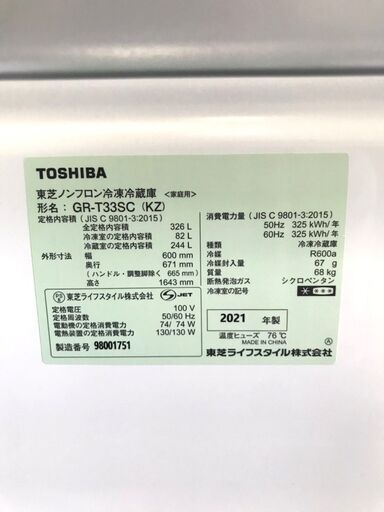 TOSHIBA
東芝ノンフロン冷凍冷蔵庫 <家庭用>
形名: GR-T33SC (KZ)
定格内容積(JIS C 9801-3:2015)
全定格内容積 326 L
冷凍室の定格内容積 82 L
冷蔵室の定格内容積 244 L
外形寸法 幅 600 mm
奥行 671 mm
(ハンドル・調整脚除く 665 mm)
高さ 1643 mm
東芝ライフスタイル株式会社 JET
定格電圧 100 V
定格周波数 50/60 Hz
電動機の定格消費電力 74/ 74 W
電熱装置の定格消費電力 130/130 W
製造番号 98001751
消費電力量(JIS C 9801-3:2015)
50Hz 325 kWh/年
60Hz 325 kWh/年
種類 冷凍冷蔵庫
冷媒 R600a
冷媒封入量 67 g
質量 68 kg
断熱発泡ガス シクロペンタン
冷凍室の記号
2021 年製
温度ヒューズ 76℃
MADE IN CHINA
東芝ライフスタイル株式会社